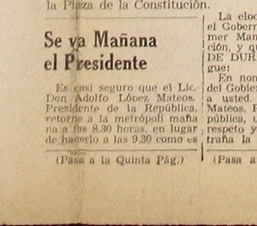 la Plaza de la Constitución.
Se va Mañana
el Presidente
Es casi seguro que el Lic.
Don Adolfo López Mateos,
Presidente de la República,
retorne a la metrópoli maña
na a las 8.30 horas, en lugar
de hacerlo a las 9.30 como es
(Pasa a la Quinta Pág.)
La eloc
el Gobern
mer Man
ción, y qu
DE DUR
gue:
En non
del Gobie
a usted,
Mateos, P
pública, u
respeto y
traña la
(Pasa a